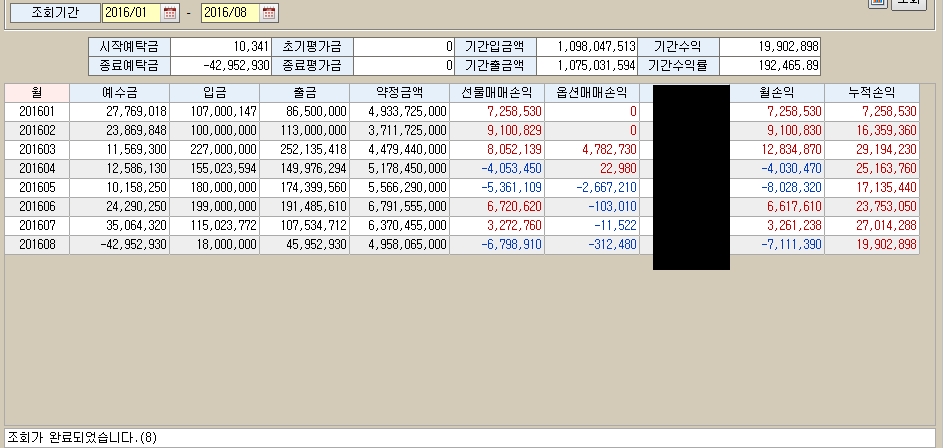 조회기간 2016/01 - 2016/08 조회
시작예탁금 10,341 초기평가금 0 기간입금액 1,098,047,513 기간수익 19,902,898
종료예탁금 -42,952,930 종료평가금 0 기간출금액 1,075,031,594 기간수익률 192,465.89
월 예수금 입금 출금 약정금액 선물매매손익 옵션매매손익 월손익 누적손익
201601 27,769,018 107,000,147 86,500,000 4,933,725,000 7,258,530 0 7,258,530 7,258,530
201602 23,869,848 100,000,000 113,000,000 3,711,725,000 9,100,829 0 9,100,830 16,359,360
201603 11,569,300 227,000,000 252,135,418 4,479,440,000 8,052,139 4,782,730 12,834,870 29,194,230
201604 12,586,130 155,023,594 149,976,294 5,178,450,000 -4,053,450 22,980 -4,030,470 25,163,760
201605 10,158,250 180,000,000 174,399,560 5,566,290,000 -5,361,109 -2,667,210 -8,028,320 17,135,440
201606 24,290,250 199,000,000 191,485,610 6,791,555,000 6,720,620 -103,010 6,617,610 23,753,050
201607 35,064,320 115,023,772 107,534,712 6,370,455,000 3,272,760 -11,522 3,261,238 27,014,288
201608 -42,952,930 18,000,000 45,952,930 4,958,065,000 -6,798,910 -312,480 -7,111,390 19,902,898
조회가 완료되었습니다.(8)